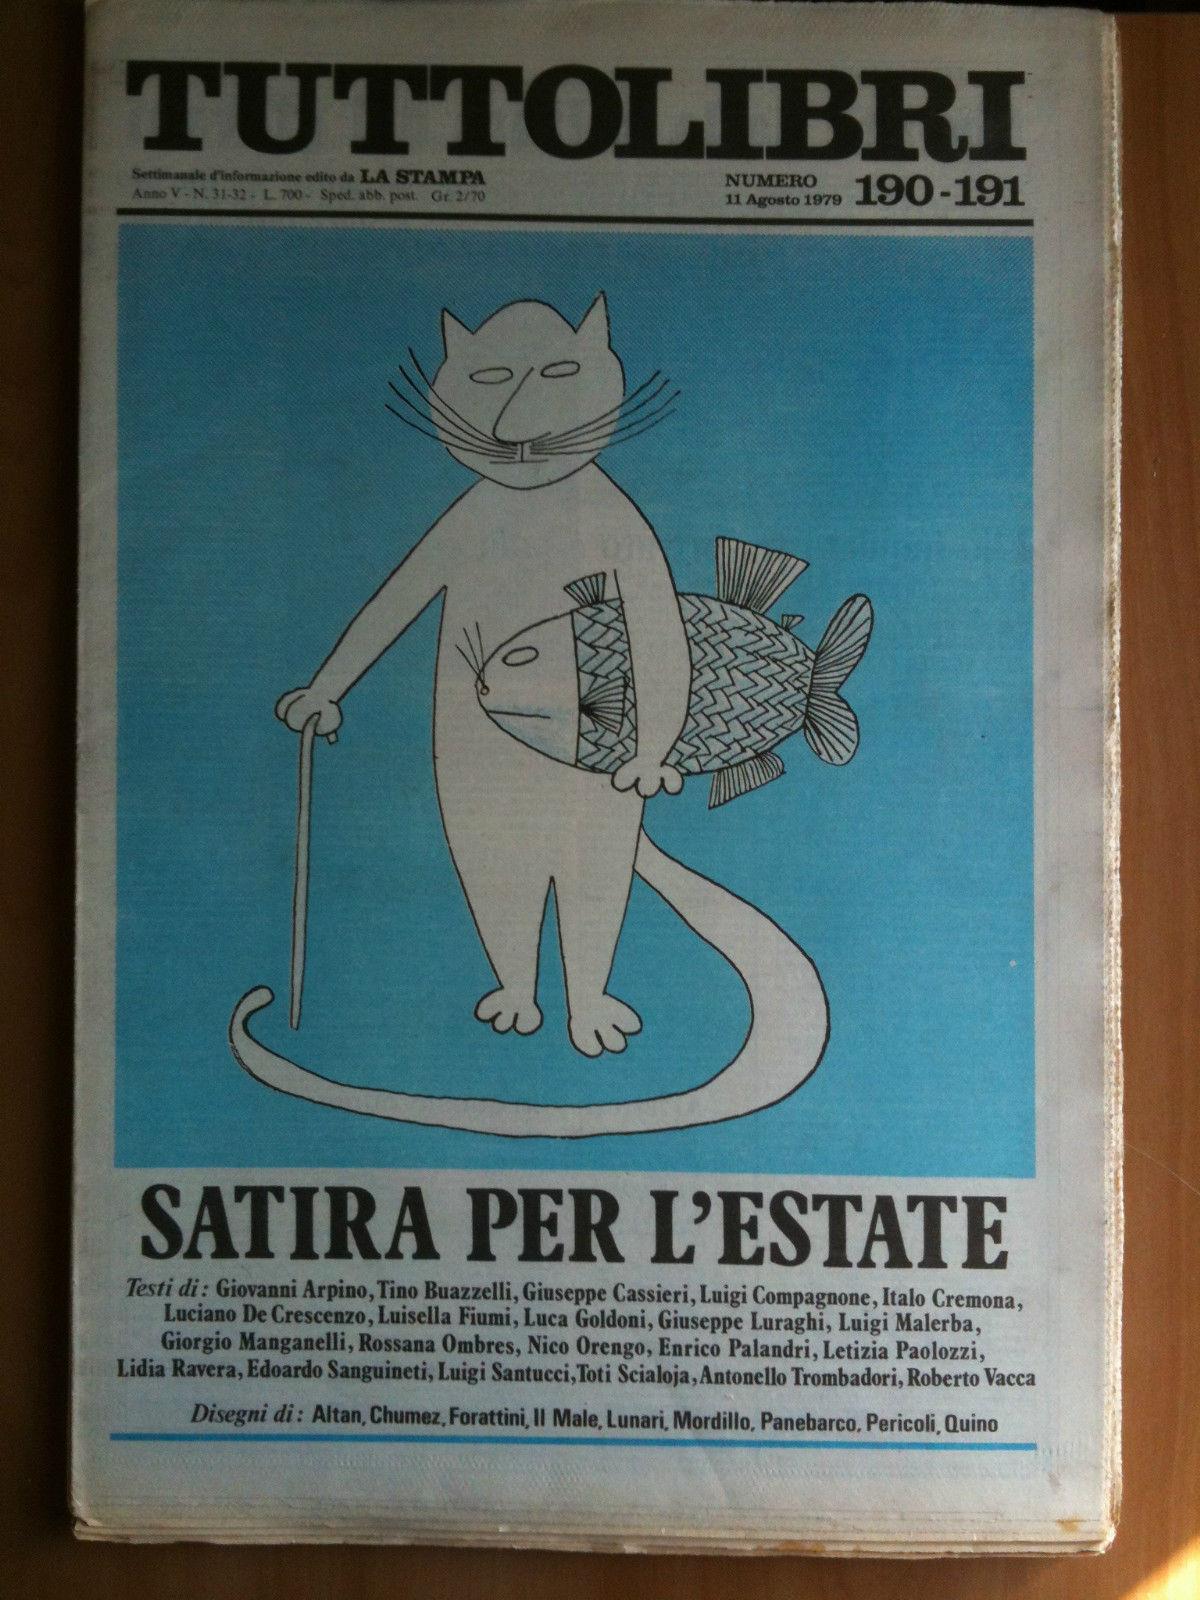 TUTTOLIBRI
Settimanale d'informazione edito da LA STAMPA
Anno V - N. 31-32 - L. 700 - Sped. abb. post. Gr. 2/70
NUMERO
11 Agosto 1979
190-191
SATIRA PER L'ESTATE
Testi di: Giovanni Arpino, Tino Buazzelli, Giuseppe Cassieri, Luigi Compagnone, Italo Cremona,
Luciano De Crescenzo, Luisella Fiumi, Luca Goldoni, Giuseppe Luraghi, Luigi Malerba,
Giorgio Manganelli, Rossana Ombres, Nico Orengo, Enrico Palandri, Letizia Paolozzi,
Lidia Ravera, Edoardo Sanguineti, Luigi Santucci, Toti Scialoja, Antonello Trombadori, Roberto Vacca
Disegni di: Altan, Chumez, Forattini, Il Male, Lunari, Mordillo, Panebarco, Pericoli, Quino